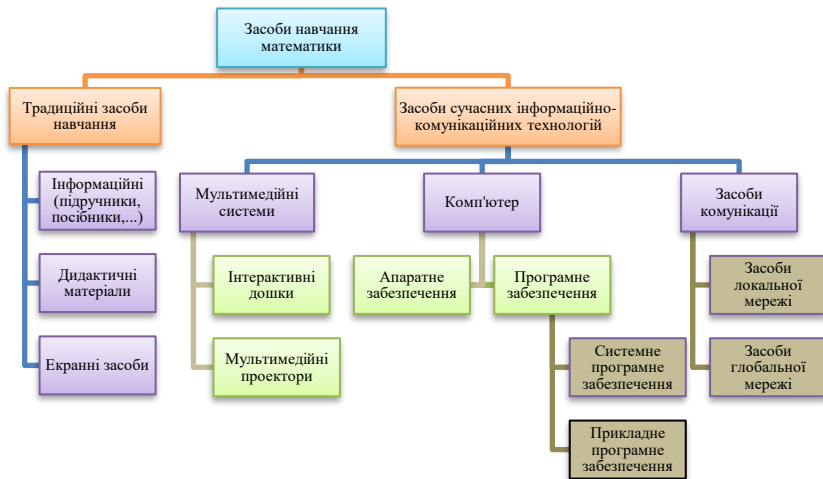 Засоби навчання
математики
Традиційні засоби
навчання
Засоби сучасних інформаційно-
комунікаційних технологій
Інформаційні
(підручники,
посібники,...)
Дидактичні
матеріали
Екранні засоби
Мультимедійні
системи
Інтерактивні
дошки
Мультимедійні
проектори
Комп'ютер
Апаратне
забезпечення
Програмне
забезпечення
Системне
програмне
забезпечення
Прикладне
програмне
забезпечення
Засоби
комунікації
Засоби
локальної
мережі
Засоби
глобальної
мережі